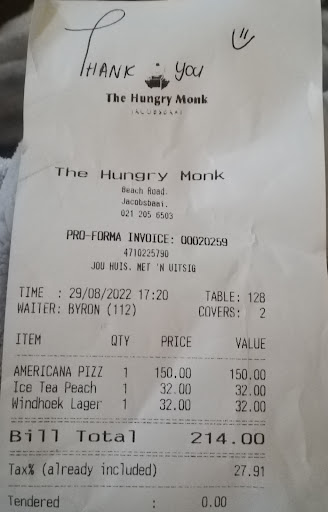 THANK YOU
The Hungry Monk
The Hungry Monk
Beach Road
Jacobsbaai.
021 205 6503
PRO-FORMA INVOICE: 00020259
4710225790
JOU HUIS, MET 'N UITSIG
TIME : 29/08/2022 17:20 TABLE: 12B
WAITER: BYRON (112) COVERS: 2
ITEM QTY PRICE VALUE
AMERICANA PIZZ 1 150.00 150.00
Ice Tea Peach 1 32.00 32.00
Windhoek Lager 1 32.00 32.00
Bill Total 214.00
Tax% (already included) 27.91
Tendered : 0.00